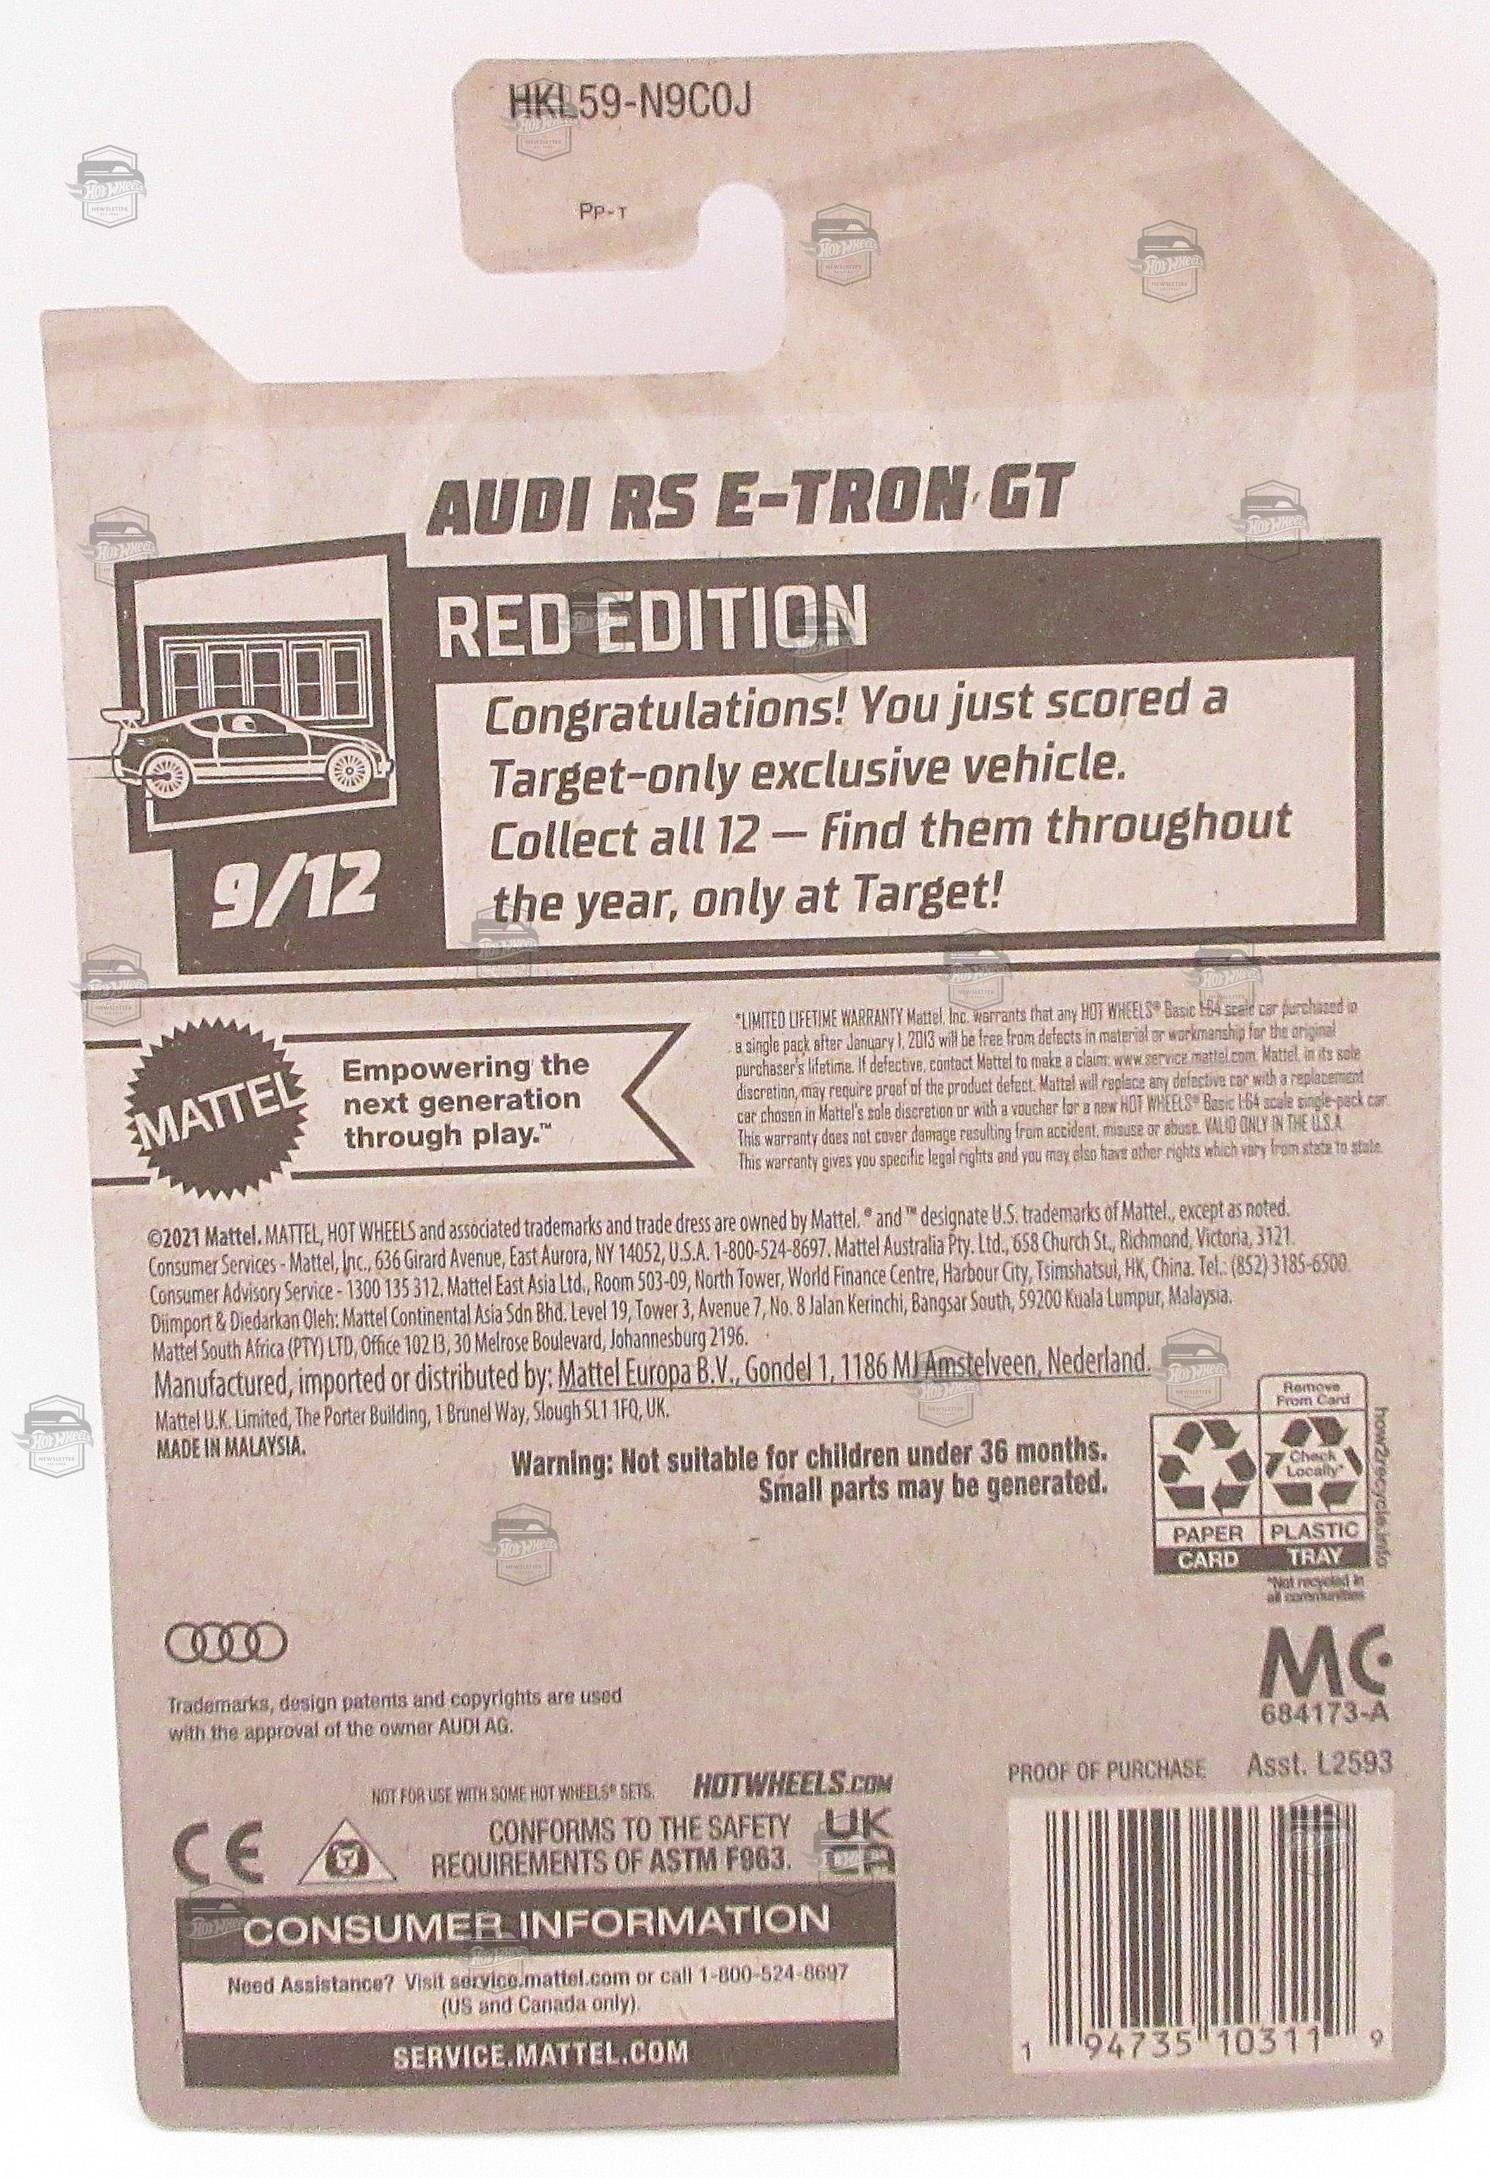 HKL59-N9C0J
PP-T
AUDI RS E-TRON GT
RED EDITION
Congratulations! You just scored a
Target-only exclusive vehicle.
Collect all 12 — Find them throughout
the year, only at Target!
9/12
MATTEL
Empowering the
next generation
through play.™
*LIMITED LIFETIME WARRANTY Mattel, Inc. warrants that any HOT WHEELS® Basic 1:64 scale car purchased in
a single pack after January 1, 2013 will be free from defects in material or workmanship for the original
purchaser's lifetime. If defective, contact Mattel to make a claim: www.service.mattel.com. Mattel, in its sole
discretion, may require proof of the product defect. Mattel will replace any defective car with a replacement
car chosen in Mattel's sole discretion or with a voucher for a new HOT WHEELS® Basic 1:64 scale single-pack car.
This warranty does not cover damage resulting from accident, misuse or abuse. VALID ONLY IN THE U.S.A.
This warranty gives you specific legal rights and you may also have other rights which vary from state to state.
©2021 Mattel. MATTEL, HOT WHEELS and associated trademarks and trade dress are owned by Mattel. ® and ™ designate U.S. trademarks of Mattel., except as noted.
Consumer Services - Mattel, Inc., 636 Girard Avenue, East Aurora, NY 14052, U.S.A. 1-800-524-8697. Mattel Australia Pty. Ltd., 658 Church St., Richmond, Victoria, 3121.
Consumer Advisory Service - 1300 135 312. Mattel East Asia Ltd., Room 503-09, North Tower, World Finance Centre, Harbour City, Tsimshatsui, HK, China. Tel.: (852) 3185-6500.
Diimport & Diedarkan Oleh: Mattel Continental Asia Sdn Bhd. Level 19, Tower 3, Avenue 7, No. 8 Jalan Kerinchi, Bangsar South, 59200 Kuala Lumpur, Malaysia.
Mattel South Africa (PTY) LTD, Office 102 I3, 30 Melrose Boulevard, Johannesburg 2196.
Manufactured, imported or distributed by: Mattel Europa B.V., Gondel 1, 1186 MJ Amstelveen, Nederland.
Mattel U.K. Limited, The Porter Building, 1 Brunel Way, Slough SL1 1FQ, UK.
MADE IN MALAYSIA.
Warning: Not suitable for children under 36 months.
Small parts may be generated.
Remove
From Card
Check
Locally*
PAPER
PLASTIC
CARD
TRAY
how2recycle.info
*Not recycled in
all communities
Trademarks, design patents and copyrights are used
with the approval of the owner AUDI AG.
MC
684173-A
PROOF OF PURCHASE
Asst. L2593
NOT FOR USE WITH SOME HOT WHEELS® SETS.
HOTWHEELS.COM
CE
CONFORMS TO THE SAFETY
REQUIREMENTS OF ASTM F963.
UK
CA
CONSUMER INFORMATION
Need Assistance? Visit service.mattel.com or call 1-800-524-8697
(US and Canada only).
SERVICE.MATTEL.COM
1 94735 10311 9